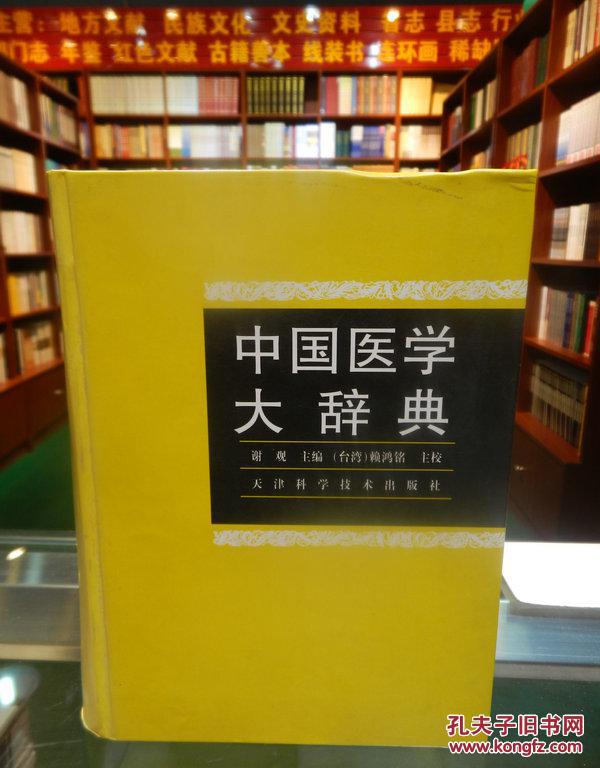 主营：地方文献 民族文化 文史资料 省志 县志 行业
部门志 年鉴 红色文献 古籍善本 线装书 连环画 稀缺
中国医学
大辞典
谢 观 主编 (台湾)赖鸿铭 主校
天津科学技术出版社
孔夫子旧书网
www.kongfz.com